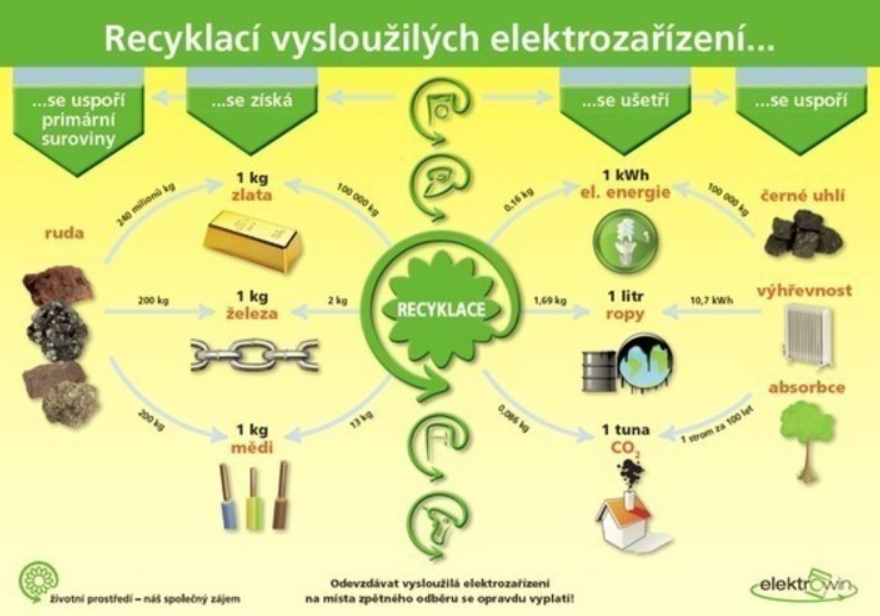 Recyklací vysloužilých elektrozařízení...
...se uspoří
primární
suroviny
...se získá
...se ušetří
...se uspoří
ruda
240 milionů kg
1 kg
zlata
100 000 kg
200 kg
1 kg
železa
2 kg
200 kg
1 kg
mědi
13 kg
RECYKLACE
0,16 kg
1 kWh
el. energie
100 000 kg
černé uhlí
1,69 kg
1 litr
ropy
10,7 kWh
výhřevnost
0,086 kg
1 tuna
CO2
1 strom za 100 let
absorbce
životní prostředí – náš společný zájem
Odevzdávat vysloužilá elektrozařízení
na místa zpětného odběru se opravdu vyplatí!
elektrowin